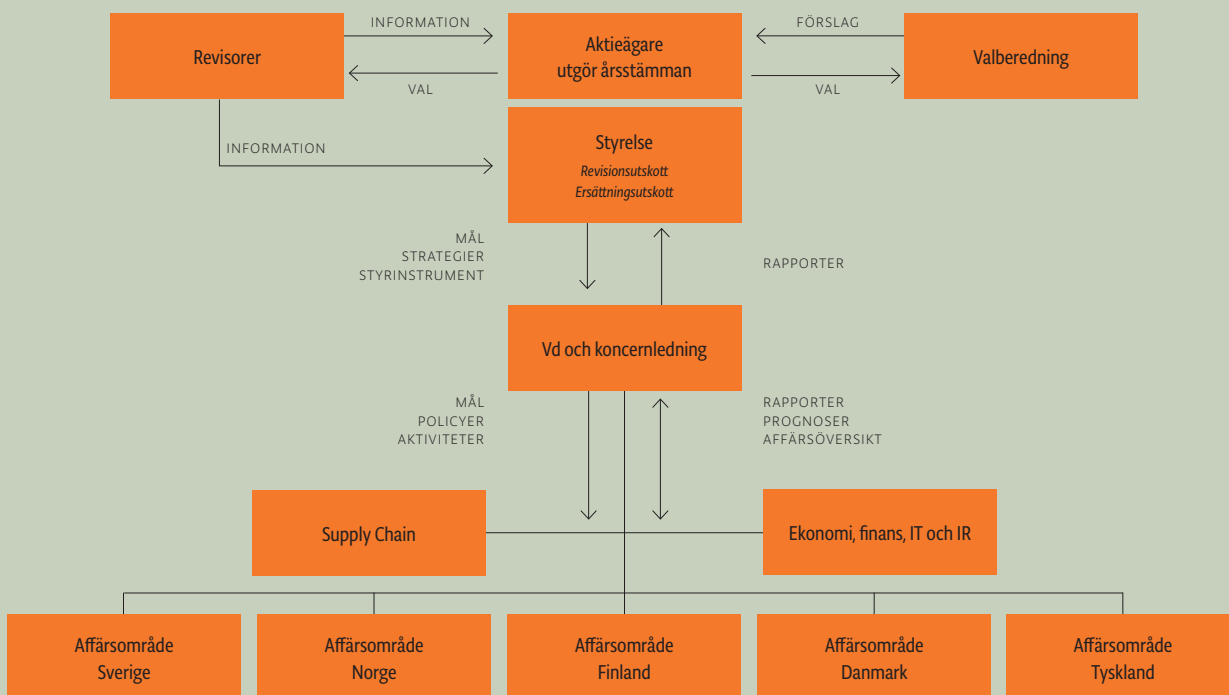 INFORMATION
FÖRSLAG
Revisorer
Aktieägare
utgör årsstämman
Valberedning
VAL
VAL
Styrelse
Revisionsutskott
Ersättningsutskott
INFORMATION
MÅL
STRATEGIER
STYRINSTRUMENT
RAPPORTER
Vd och koncernledning
MÅL
POLICYER
AKTIVITETER
RAPPORTER
PROGNOSER
AFFÄRSÖVERSIKT
Supply Chain
Ekonomi, finans, IT och IR
Affärsområde
Sverige
Affärsområde
Norge
Affärsområde
Finland
Affärsområde
Danmark
Affärsområde
Tyskland